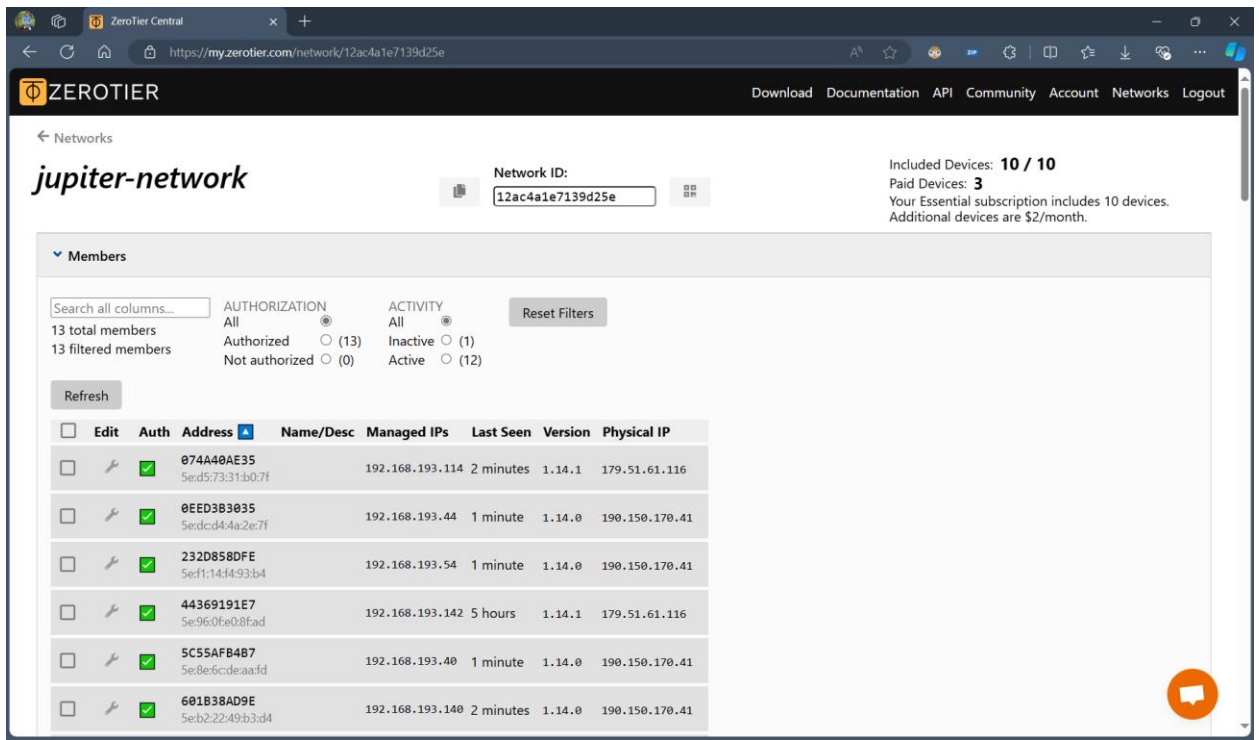 ZeroTier Central
https://my.zerotier.com/network/12ac4a1e7139d25e
ZEROTIER
Download Documentation API Community Account Networks Logout
← Networks
jupiter-network
Network ID:
12ac4a1e7139d25e
Included Devices: 10 / 10
Paid Devices: 3
Your Essential subscription includes 10 devices.
Additional devices are $2/month.
Members
Search all columns...
13 total members
13 filtered members
AUTHORIZATION
All
Authorized (13)
Not authorized (0)
ACTIVITY
All
Inactive (1)
Active (12)
Reset Filters
Refresh
Edit Auth Address Name/Desc Managed IPs Last Seen Version Physical IP
074A40AE35 192.168.193.114 2 minutes 1.14.1 179.51.61.116
5e:d5:73:31:b0:7f
0EED3B3035 192.168.193.44 1 minute 1.14.0 190.150.170.41
5e:dc:d4:4a:2e:7f
232D858DFE 192.168.193.54 1 minute 1.14.0 190.150.170.41
5e:f1:14:f4:93:b4
44369191E7 192.168.193.142 5 hours 1.14.1 179.51.61.116
5e:96:0f:e0:8f:ad
5C55AFB4B7 192.168.193.40 1 minute 1.14.0 190.150.170.41
5e:8e:6c:de:aa:fd
601B38AD9E 192.168.193.140 2 minutes 1.14.0 190.150.170.41
5e:b2:22:49:b3:d4